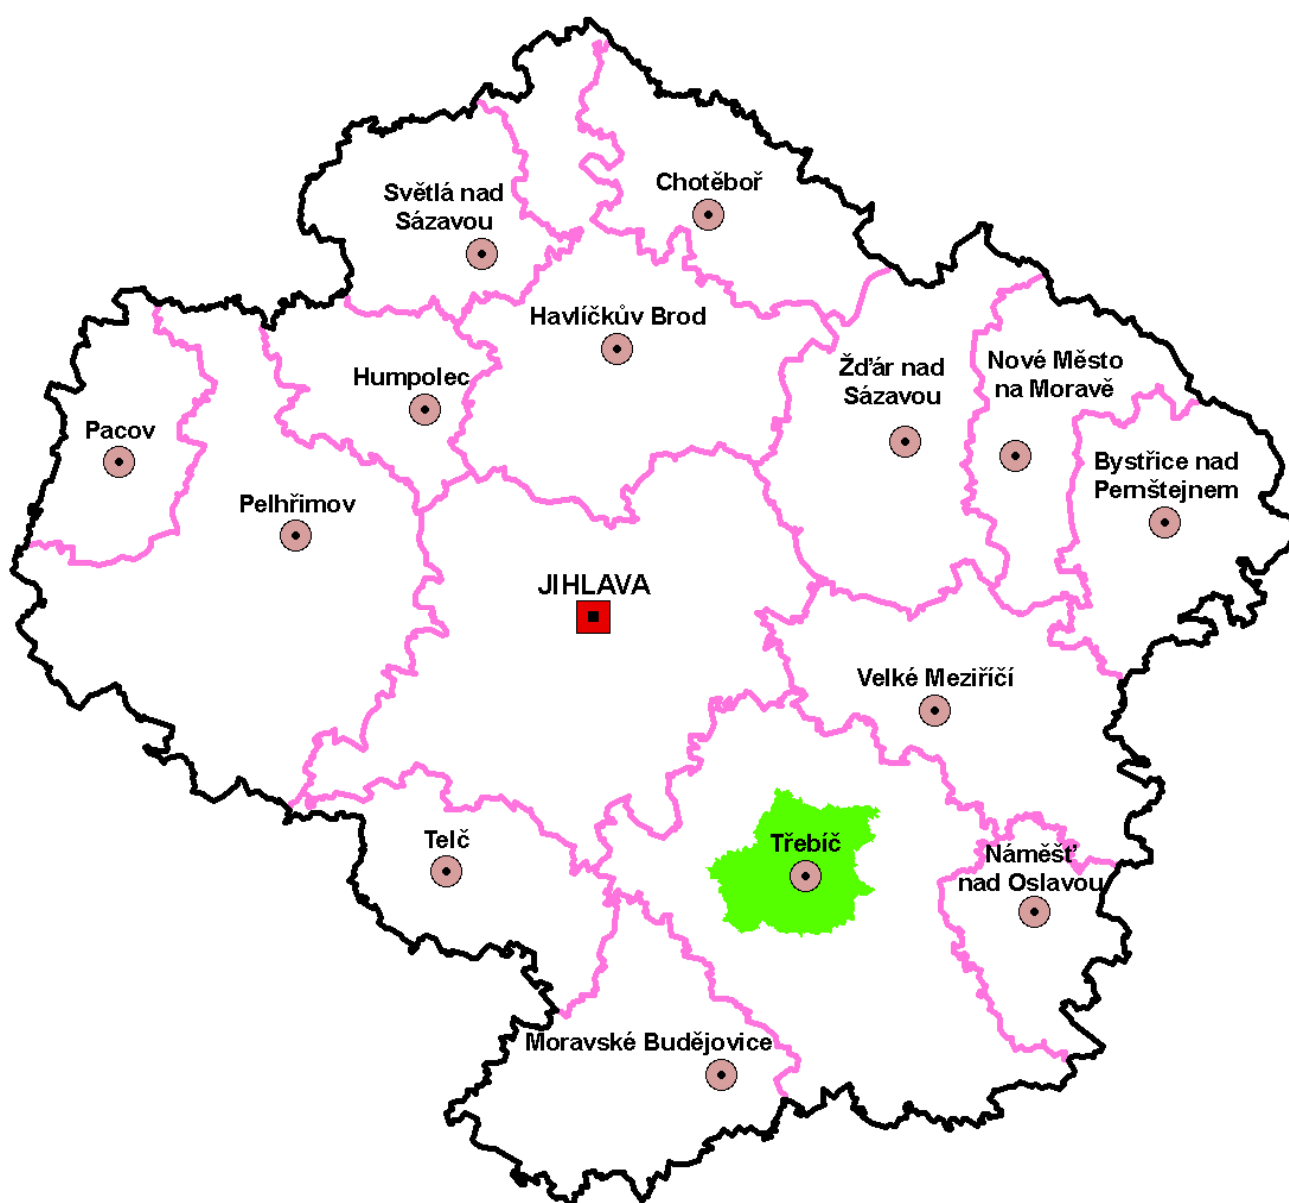 Chotěboř
Světlá nad
Sázavou
Havlíčkův Brod
Žďár nad
Sázavou
Nové Město
na Moravě
Humpolec
Pacov
Bystřice nad
Pernštejnem
Pelhřimov
JIHLAVA
Velké Meziříčí
Telč
Třebíč
Náměšť
nad Oslavou
Moravské Budějovice